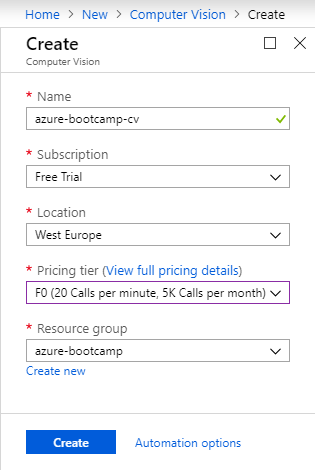 Home > New > Computer Vision > Create
Create
Computer Vision
* Name
azure-bootcamp-cv
* Subscription
Free Trial
* Location
West Europe
* Pricing tier (View full pricing details)
F0 (20 Calls per minute, 5K Calls per month)
* Resource group
azure-bootcamp
Create new
Create Automation options